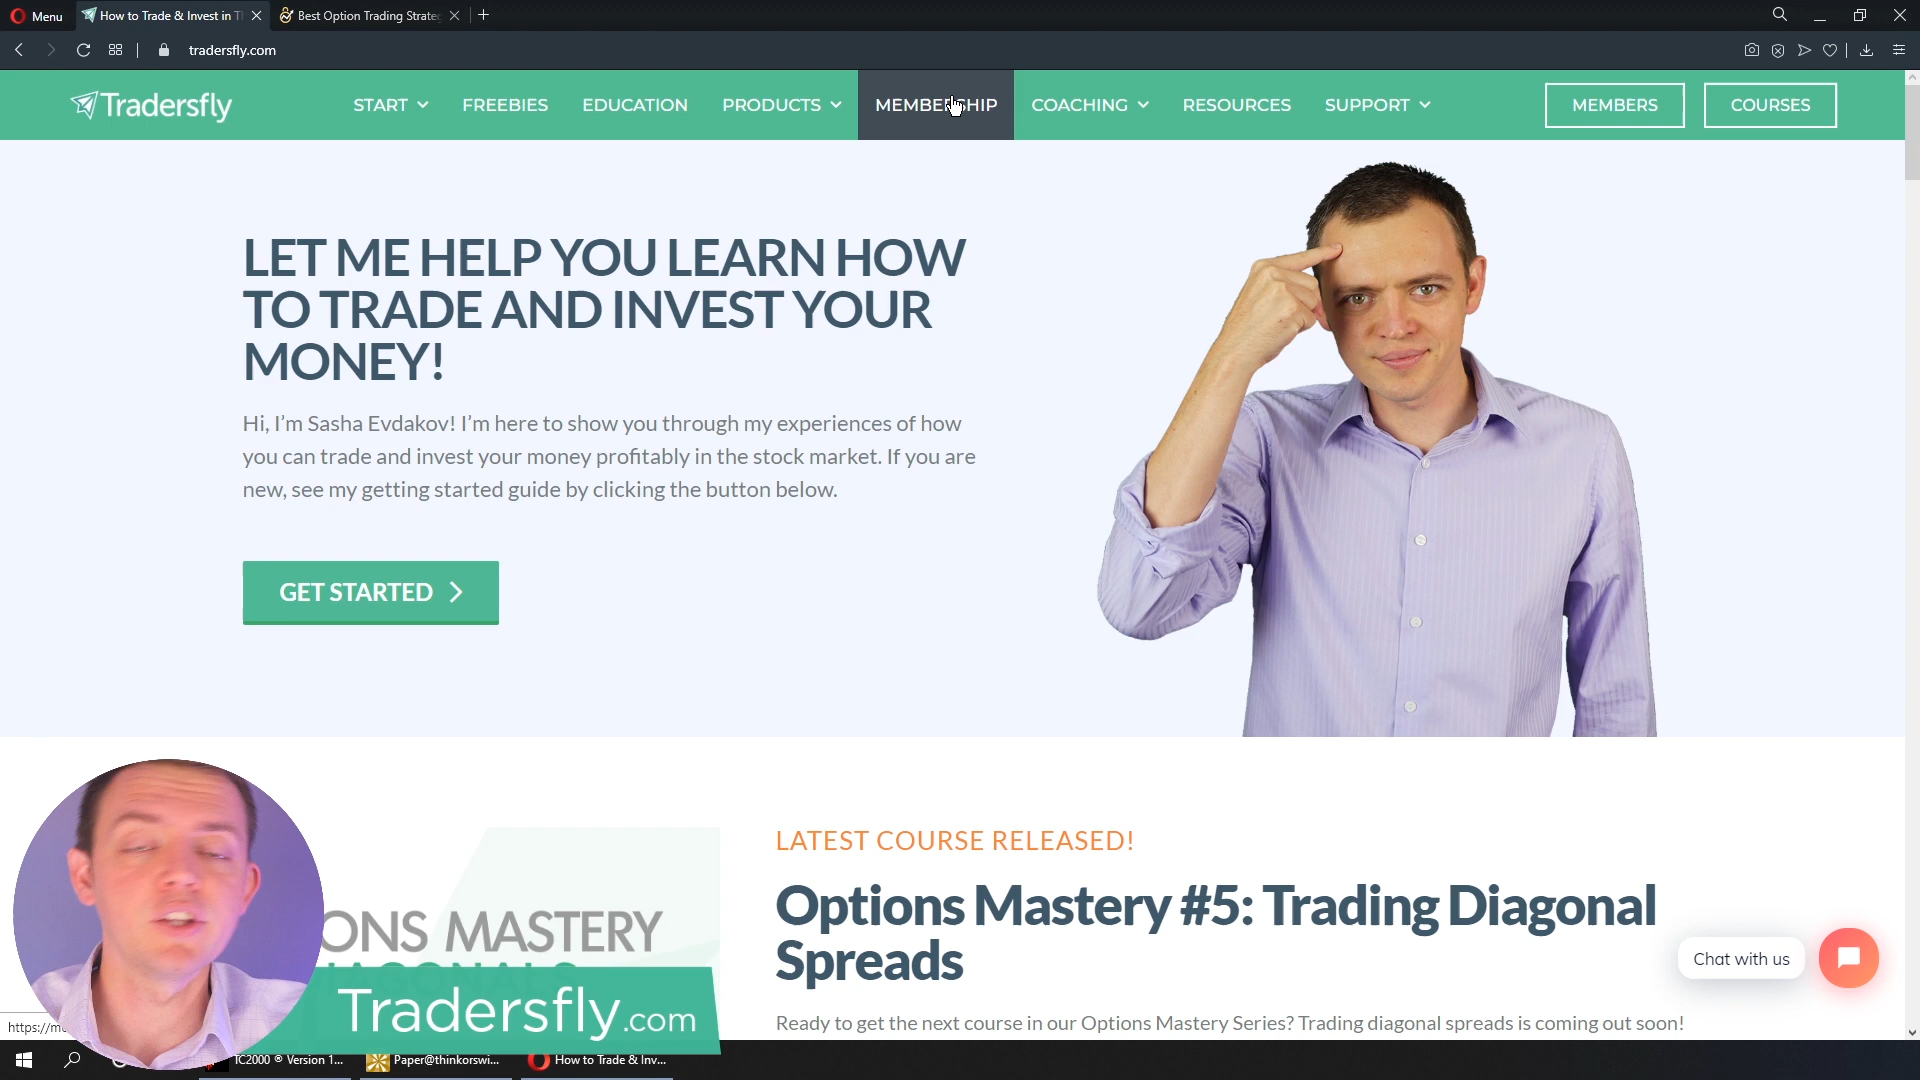 Menu
How to Trade & Invest in T
Best Option Trading Strate
tradersfly.com
Tradersfly
START
FREEBIES
EDUCATION
PRODUCTS
MEMBERSHIP
COACHING
RESOURCES
SUPPORT
MEMBERS
COURSES
LET ME HELP YOU LEARN HOW
TO TRADE AND INVEST YOUR
MONEY!
Hi, I'm Sasha Evdakov! I'm here to show you through my experiences of how
you can trade and invest your money profitably in the stock market. If you are
new, see my getting started guide by clicking the button below.
GET STARTED
LATEST COURSE RELEASED!
Options Mastery #5: Trading Diagonal
Spreads
Ready to get the next course in our Options Mastery Series? Trading diagonal spreads is coming out soon!
ONS MASTERY
Tradersfly.com
Chat with us
https://m
TC2000 ® Version 1...
Paper@thinkorswi...
How to Trade & Inv...